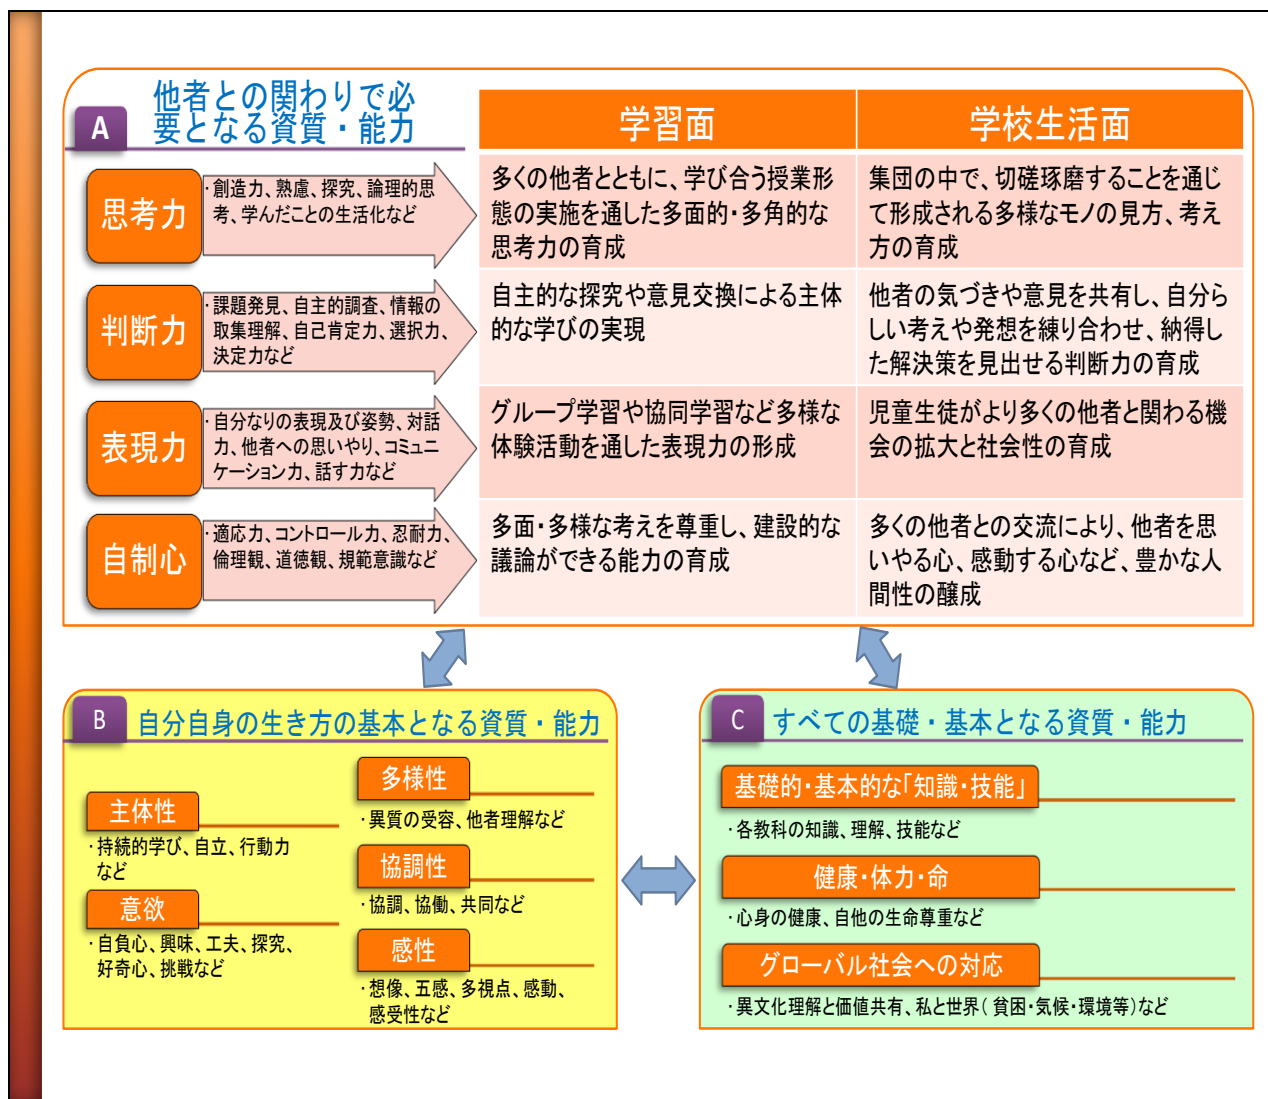 A
他者との関わりで必
要となる資質・能力
学習面
学校生活面
思考力
・創造力、熟慮、探究、論理的思
考、学んだことの生活化など
多くの他者とともに、学び合う授業形
態の実施を通した多面的・多角的な
思考力の育成
集団の中で、切磋琢磨することを通じ
て形成される多様なモノの見方、考え
方の育成
判断力
・課題発見、自主的調査、情報の
取集理解、自己肯定力、選択力、
決定力など
自主的な探究や意見交換による主体
的な学びの実現
他者の気づきや意見を共有し、自分ら
しい考えや発想を練り合わせ、納得し
た解決策を見出せる判断力の育成
表現力
・自分なりの表現及び姿勢、対話
力、他者への思いやり、コミュニ
ケーション力、話す力など
グループ学習や協同学習など多様な
体験活動を通した表現力の形成
児童生徒がより多くの他者と関わる機
会の拡大と社会性の育成
自制心
・適応力、コントロール力、忍耐力、
倫理観、道徳観、規範意識など
多面・多様な考えを尊重し、建設的な
議論ができる能力の育成
多くの他者との交流により、他者を思
いやる心、感動する心など、豊かな人
間性の醸成
B
自分自身の生き方の基本となる資質・能力
主体性
・持続的学び、自立、行動力
など
意欲
・自負心、興味、工夫、探究、
好奇心、挑戦など
多様性
・異質の受容、他者理解など
協調性
・協調、協働、共同など
感性
・想像、五感、多視点、感動、
感受性など
C
すべての基礎・基本となる資質・能力
基礎的・基本的な「知識・技能」
・各教科の知識、理解、技能など
健康・体力・命
・心身の健康、自他の生命尊重など
グローバル社会への対応
・異文化理解と価値共有、私と世界（貧困・気候・環境等）など